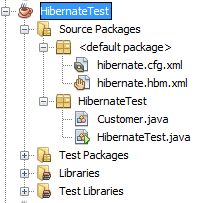 HibernateTest
Source Packages
<default package>
hibernate.cfg.xml
hibernate.hbm.xml
HibernateTest
Customer.java
HibernateTest.java
Test Packages
Libraries
Test Libraries